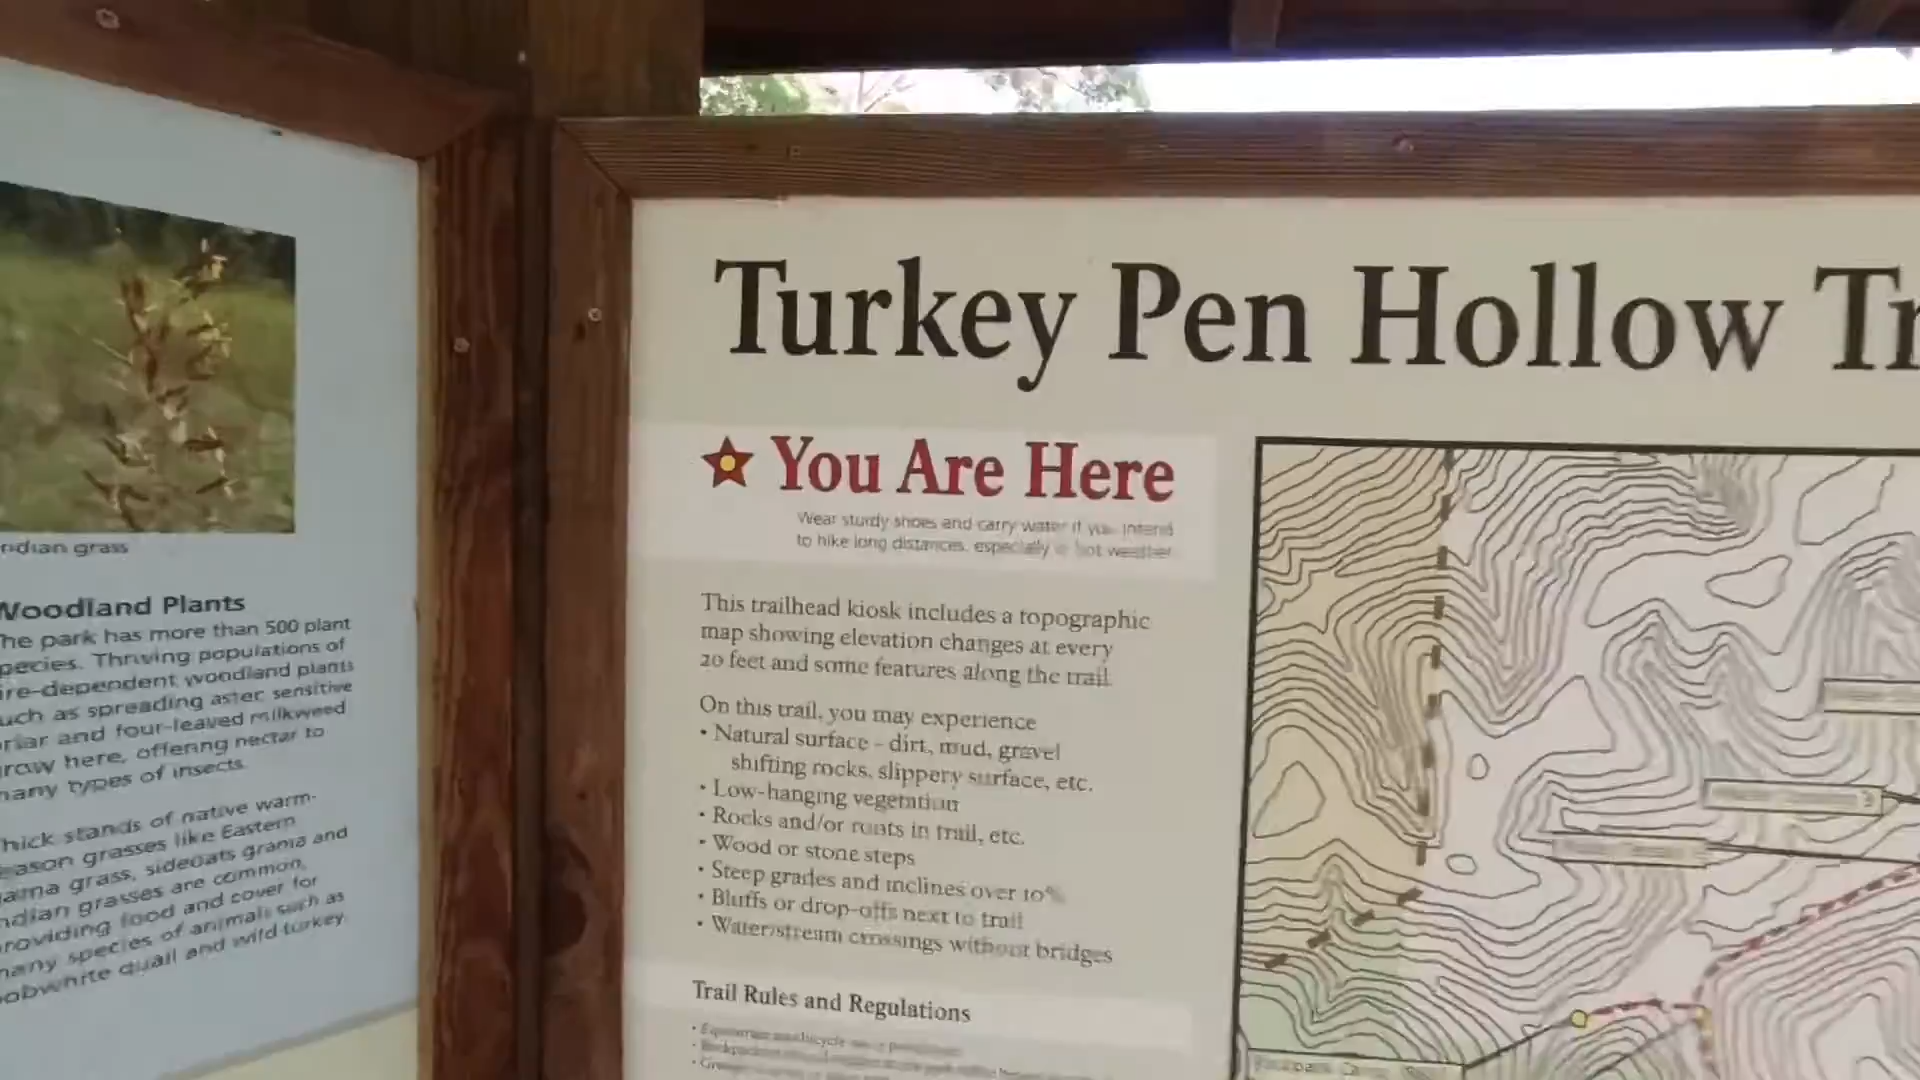 ndian grass
Woodland Plants
he park has more than 500 plant
pecies. Thriving populations of
ire-dependent woodland plants
uch as spreading aster, sensitive
riar and four-leaved milkweed
row here, offering nectar to
many types of insects.
hick stands of native warm-
eason grasses like Eastern
ama grass, sideoats grama and
ndian grasses are common,
roviding food and cover for
many species of animals such as
obwhite quail and wild turkey.
Turkey Pen Hollow Tr
You Are Here
Wear sturdy shoes and carry water if you intend
to hike long distances, especially in hot weather.
This trailhead kiosk includes a topographic
map showing elevation changes at every
20 feet and some features along the trail.
On this trail, you may experience
• Natural surface – dirt, mud, gravel
shifting rocks, slippery surface, etc.
• Low-hanging vegetation
• Rocks and/or roots in trail, etc.
• Wood or stone steps
• Steep grades and inclines over 10%
• Bluffs or drop-offs next to trail
• Water/stream crossings without bridges
Trail Rules and Regulations